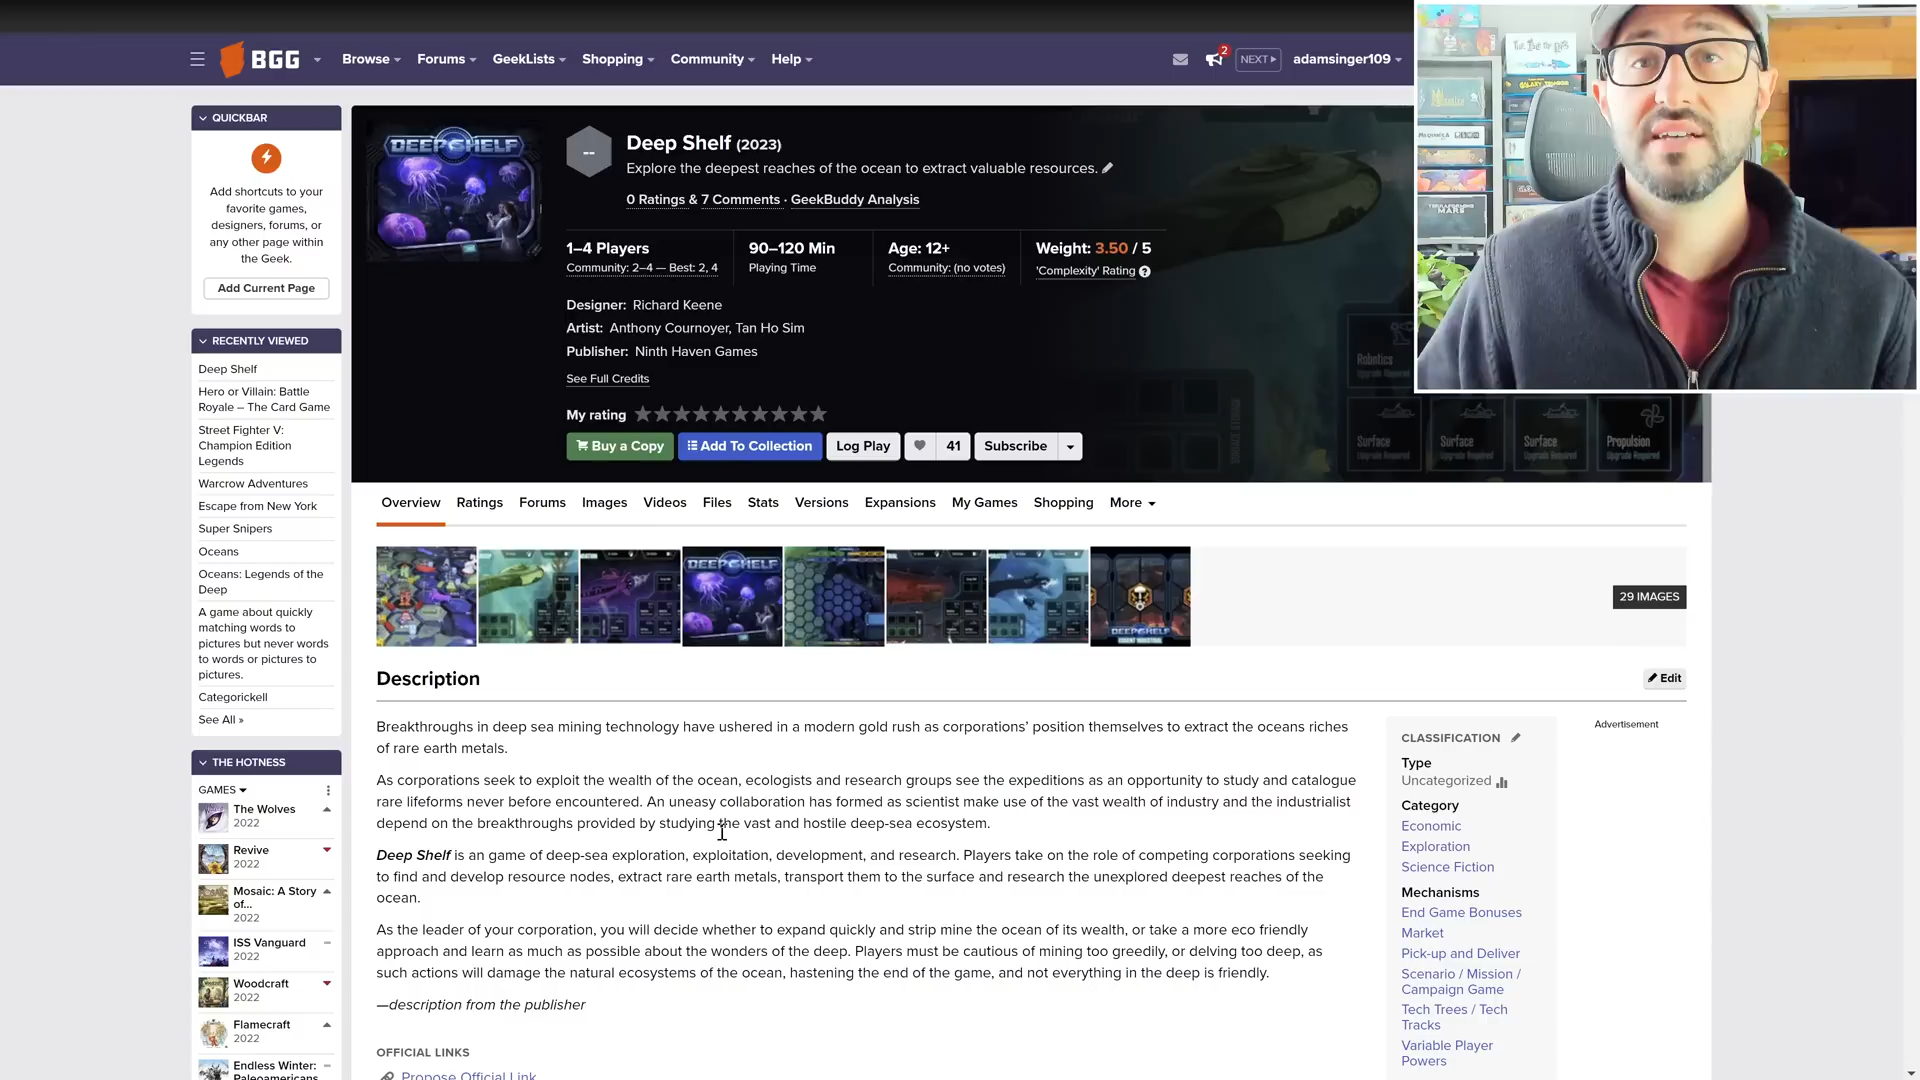 BGG
Browse
Forums
GeekLists
Shopping
Community
Help
2
NEXT
adamsinger109
QUICKBAR
Add shortcuts to your
favorite games,
designers, forums, or
any other page within
the Geek.
Add Current Page
RECENTLY VIEWED
Deep Shelf
Hero or Villain: Battle
Royale – The Card Game
Street Fighter V:
Champion Edition
Legends
Warcrow Adventures
Escape from New York
Super Snipers
Oceans
Oceans: Legends of the
Deep
A game about quickly
matching words to
pictures but never words
to words or pictures to
pictures.
Categorickell
See All »
THE HOTNESS
GAMES
The Wolves
2022
Revive
2022
Mosaic: A Story
of...
2022
ISS Vanguard
2022
Woodcraft
2022
Flamecraft
2022
Endless Winter:
Paleoamericans
DEEP SHELF
--
Deep Shelf (2023)
Explore the deepest reaches of the ocean to extract valuable resources.
0 Ratings & 7 Comments · GeekBuddy Analysis
1–4 Players
Community: 2–4 — Best: 2, 4
90–120 Min
Playing Time
Age: 12+
Community: (no votes)
Weight: 3.50 / 5
'Complexity' Rating
Designer: Richard Keene
Artist: Anthony Cournoyer, Tan Ho Sim
Publisher: Ninth Haven Games
See Full Credits
My rating
Buy a Copy
Add To Collection
Log Play
41
Subscribe
Robotics
Upgrade Required
Surface
Surface
Surface
Propulsion
Upgrade Required
TERRAFORMING
MARS
Overview
Ratings
Forums
Images
Videos
Files
Stats
Versions
Expansions
My Games
Shopping
More
DEEP SHELF
DEEP SHELF
29 IMAGES
Description
Edit
Breakthroughs in deep sea mining technology have ushered in a modern gold rush as corporations’ position themselves to extract the oceans riches
of rare earth metals.
As corporations seek to exploit the wealth of the ocean, ecologists and research groups see the expeditions as an opportunity to study and catalogue
rare lifeforms never before encountered. An uneasy collaboration has formed as scientist make use of the vast wealth of industry and the industrialist
depend on the breakthroughs provided by studying the vast and hostile deep-sea ecosystem.
Deep Shelf is an game of deep-sea exploration, exploitation, development, and research. Players take on the role of competing corporations seeking
to find and develop resource nodes, extract rare earth metals, transport them to the surface and research the unexplored deepest reaches of the
ocean.
As the leader of your corporation, you will decide whether to expand quickly and strip mine the ocean of its wealth, or take a more eco friendly
approach and learn as much as possible about the wonders of the deep. Players must be cautious of mining too greedily, or delving too deep, as
such actions will damage the natural ecosystems of the ocean, hastening the end of the game, and not everything in the deep is friendly.
—description from the publisher
OFFICIAL LINKS
Propose Official Link
CLASSIFICATION
Type
Uncategorized
Category
Economic
Exploration
Science Fiction
Mechanisms
End Game Bonuses
Market
Pick-up and Deliver
Scenario / Mission /
Campaign Game
Tech Trees / Tech
Tracks
Variable Player
Powers
Advertisement